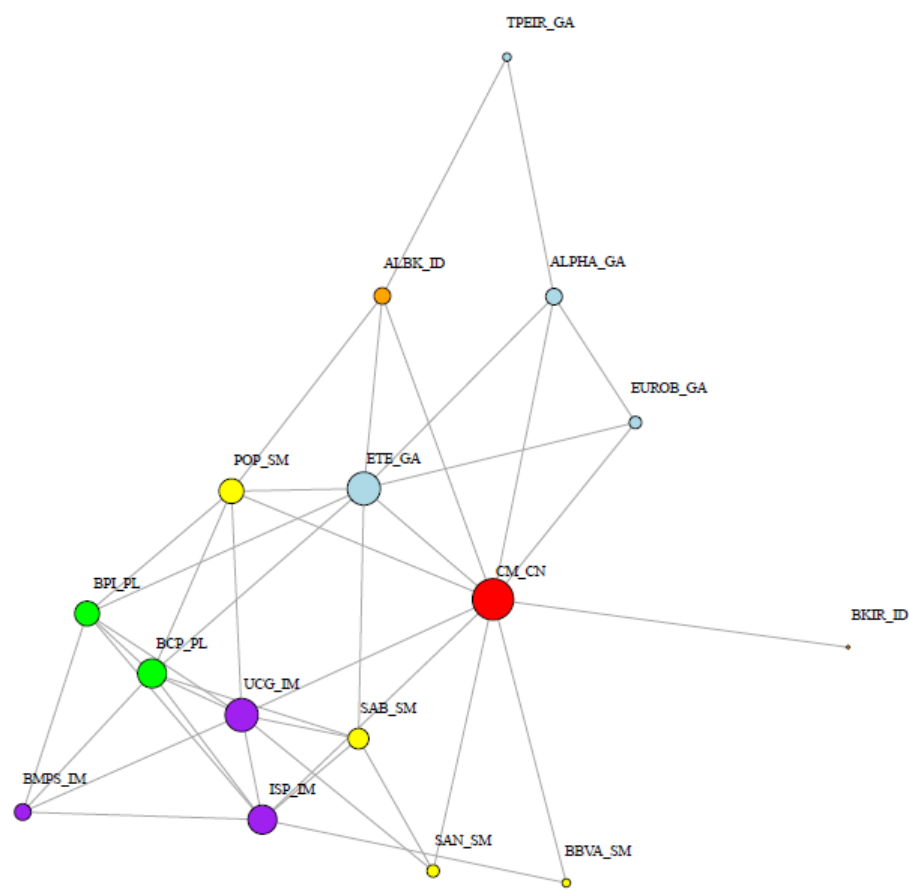 TPEIR_GA
ALBK_ID
ALPHA_GA
EUROB_GA
POP_SM
ETE_GA
CM_CN
BPI_PL
BKIR_ID
BCP_PL
UCG_IM
SAB_SM
BMPS_IM
ISP_IM
SAN_SM
BBVA_SM